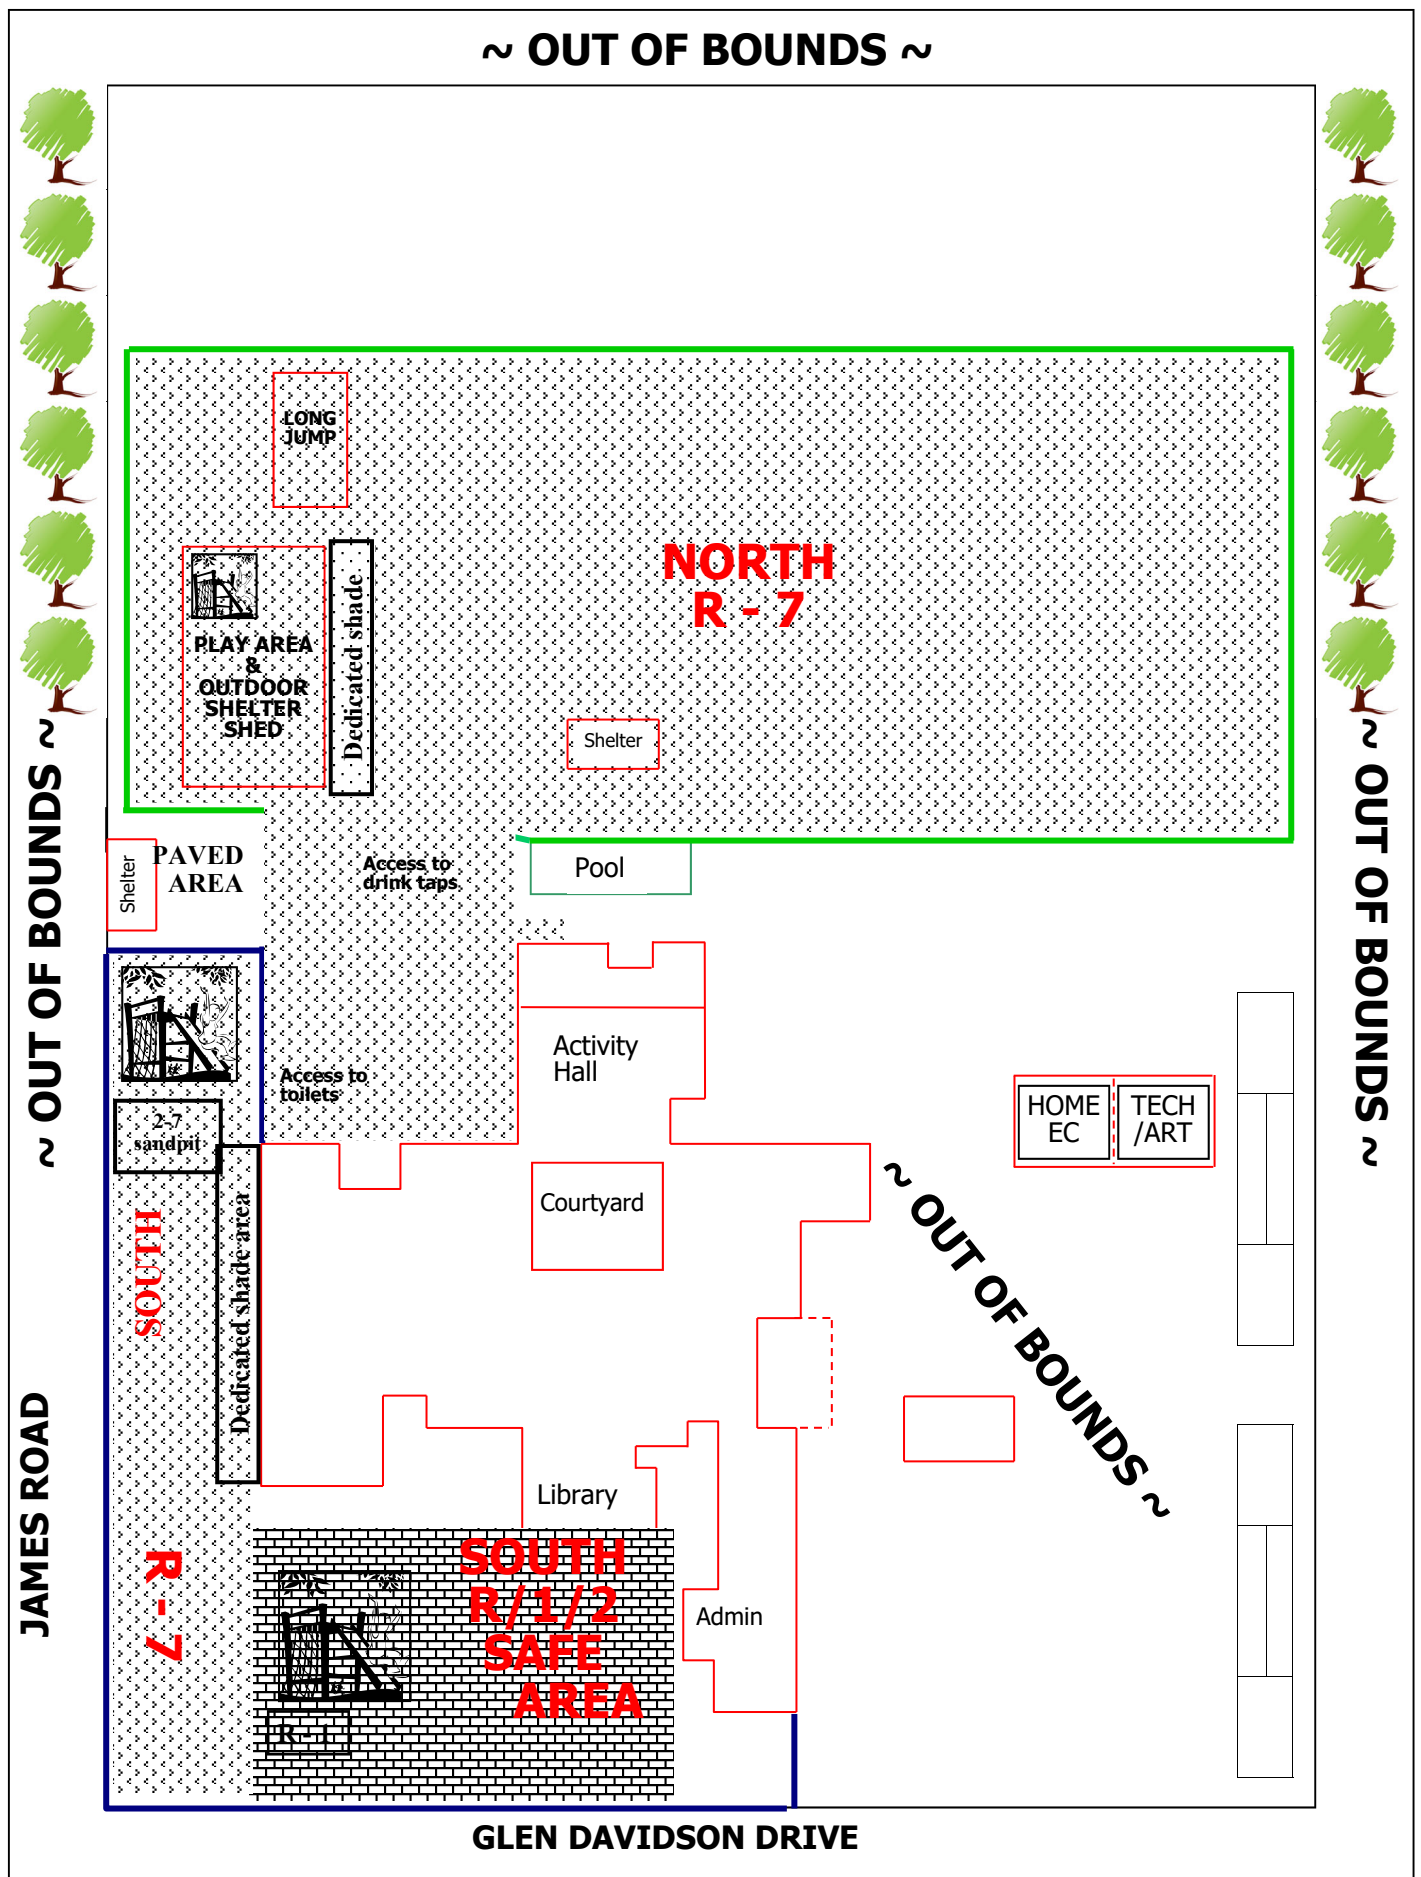 ~ OUT OF BOUNDS ~
LONG
JUMP
NORTH
R - 7
PLAY AREA
&
OUTDOOR
SHELTER
SHED
Dedicated shade
Shelter
~ OUT OF BOUNDS ~
~ OUT OF BOUNDS ~
Shelter
PAVED
AREA
Access to
drink taps
Pool
Activity
Hall
Access to
toilets
2-7
sandpit
HOME
EC
TECH
/ART
Courtyard
SOUTH
Dedicated shade area
~ OUT OF BOUNDS ~
JAMES ROAD
R - 7
Library
SOUTH
R/1/2
SAFE
AREA
Admin
R - 1
GLEN DAVIDSON DRIVE